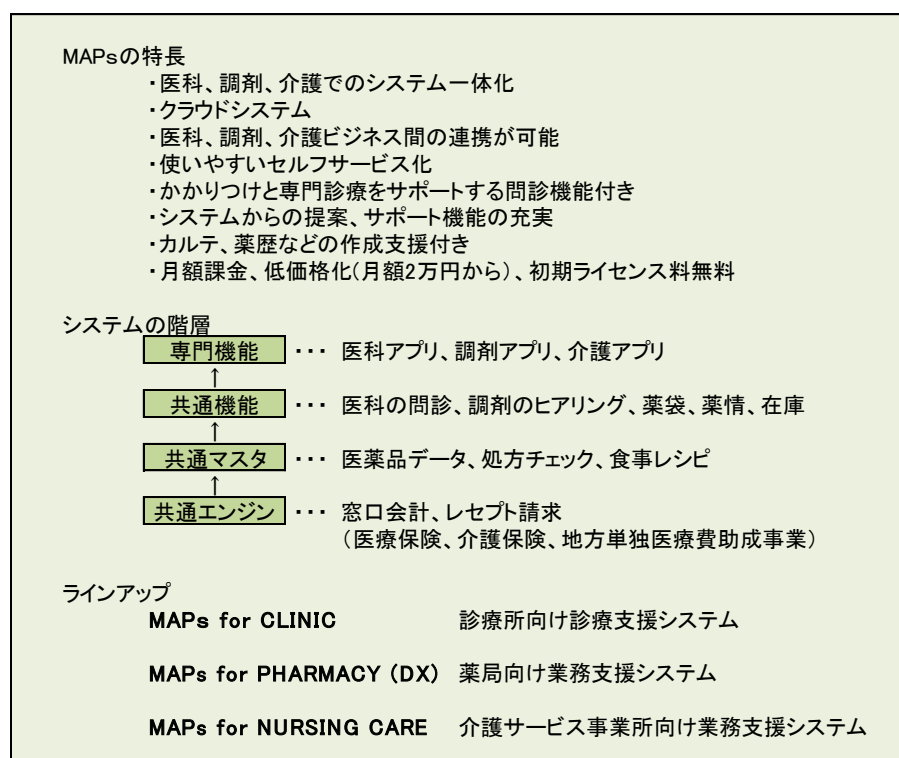 MAPsの特長
・医科、調剤、介護でのシステム一体化
・クラウドシステム
・医科、調剤、介護ビジネス間の連携が可能
・使いやすいセルフサービス化
・かかりつけと専門診療をサポートする問診機能付き
・システムからの提案、サポート機能の充実
・カルテ、薬歴などの作成支援付き
・月額課金、低価格化(月額2万円から)、初期ライセンス料無料
システムの階層
専門機能 ・・・ 医科アプリ、調剤アプリ、介護アプリ
↑
共通機能 ・・・ 医科の問診、調剤のヒアリング、薬袋、薬情、在庫
↑
共通マスタ ・・・ 医薬品データ、処方チェック、食事レシピ
↑
共通エンジン ・・・ 窓口会計、レセプト請求
（医療保険、介護保険、地方単独医療費助成事業）
ラインアップ
MAPs for CLINIC 診療所向け診療支援システム
MAPs for PHARMACY (DX) 薬局向け業務支援システム
MAPs for NURSING CARE 介護サービス事業所向け業務支援システム